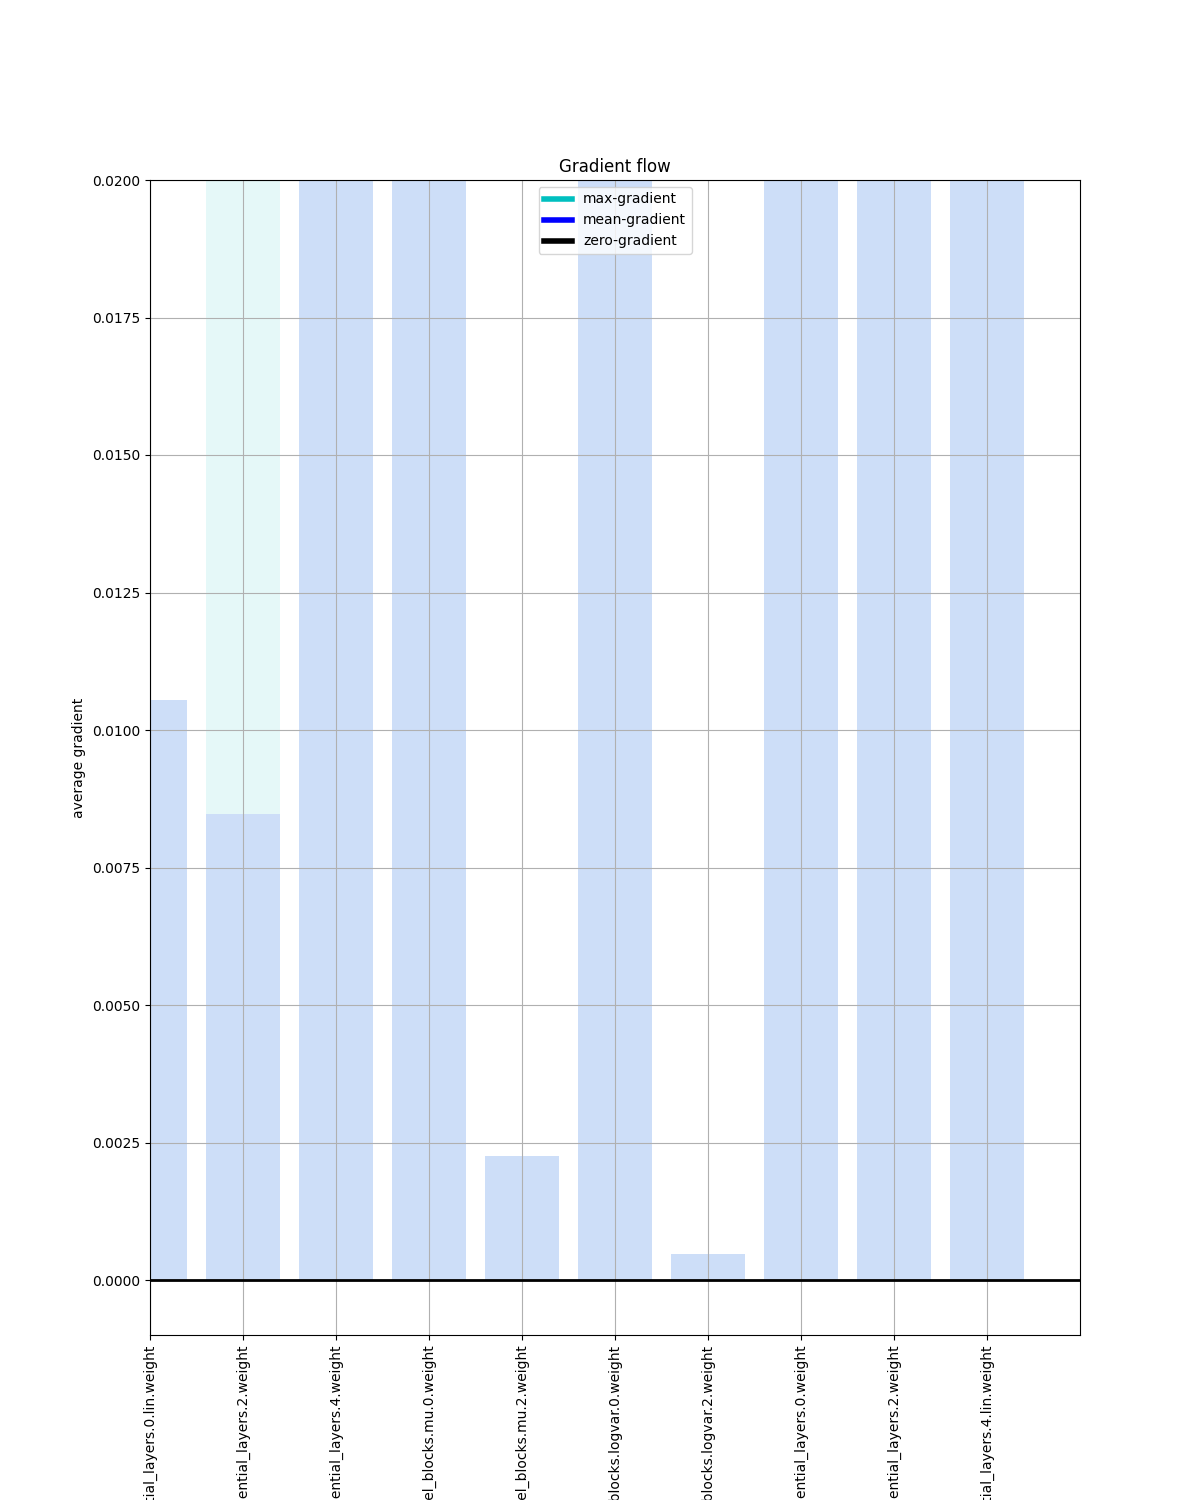 Gradient flow
max-gradient
mean-gradient
zero-gradient
average gradient
0.0200
0.0175
0.0150
0.0125
0.0100
0.0075
0.0050
0.0025
0.0000
tial_layers.0.lin.weight
ential_layers.2.weight
ential_layers.4.weight
el_blocks.mu.0.weight
el_blocks.mu.2.weight
blocks.logvar.0.weight
blocks.logvar.2.weight
ential_layers.0.weight
ential_layers.2.weight
tial_layers.4.lin.weight